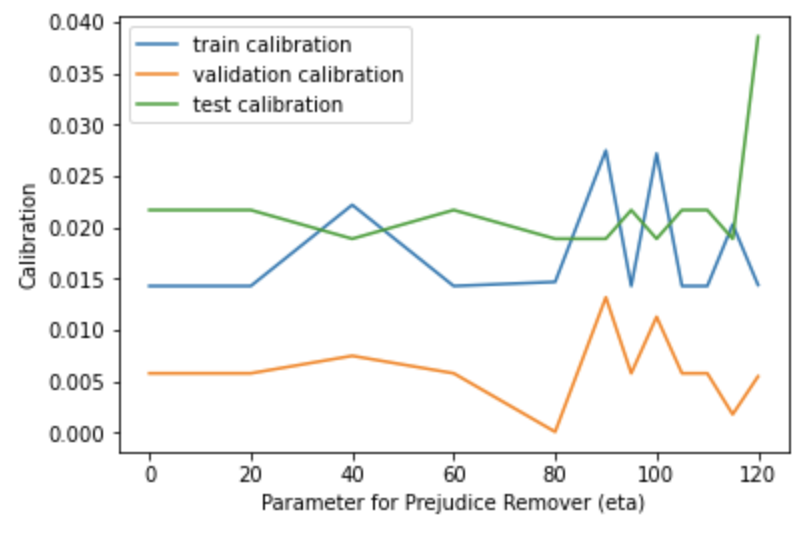 0.040
0.035
0.030
0.025
0.020
0.015
0.010
0.005
0.000
Calibration
train calibration
validation calibration
test calibration
0 20 40 60 80 100 120
Parameter for Prejudice Remover (eta)